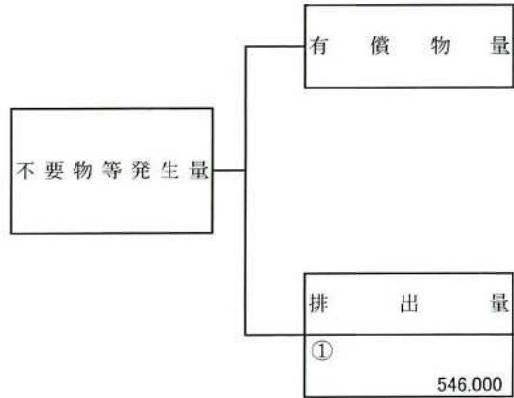 有償物量
不要物等発生量
排出量
①
546.000